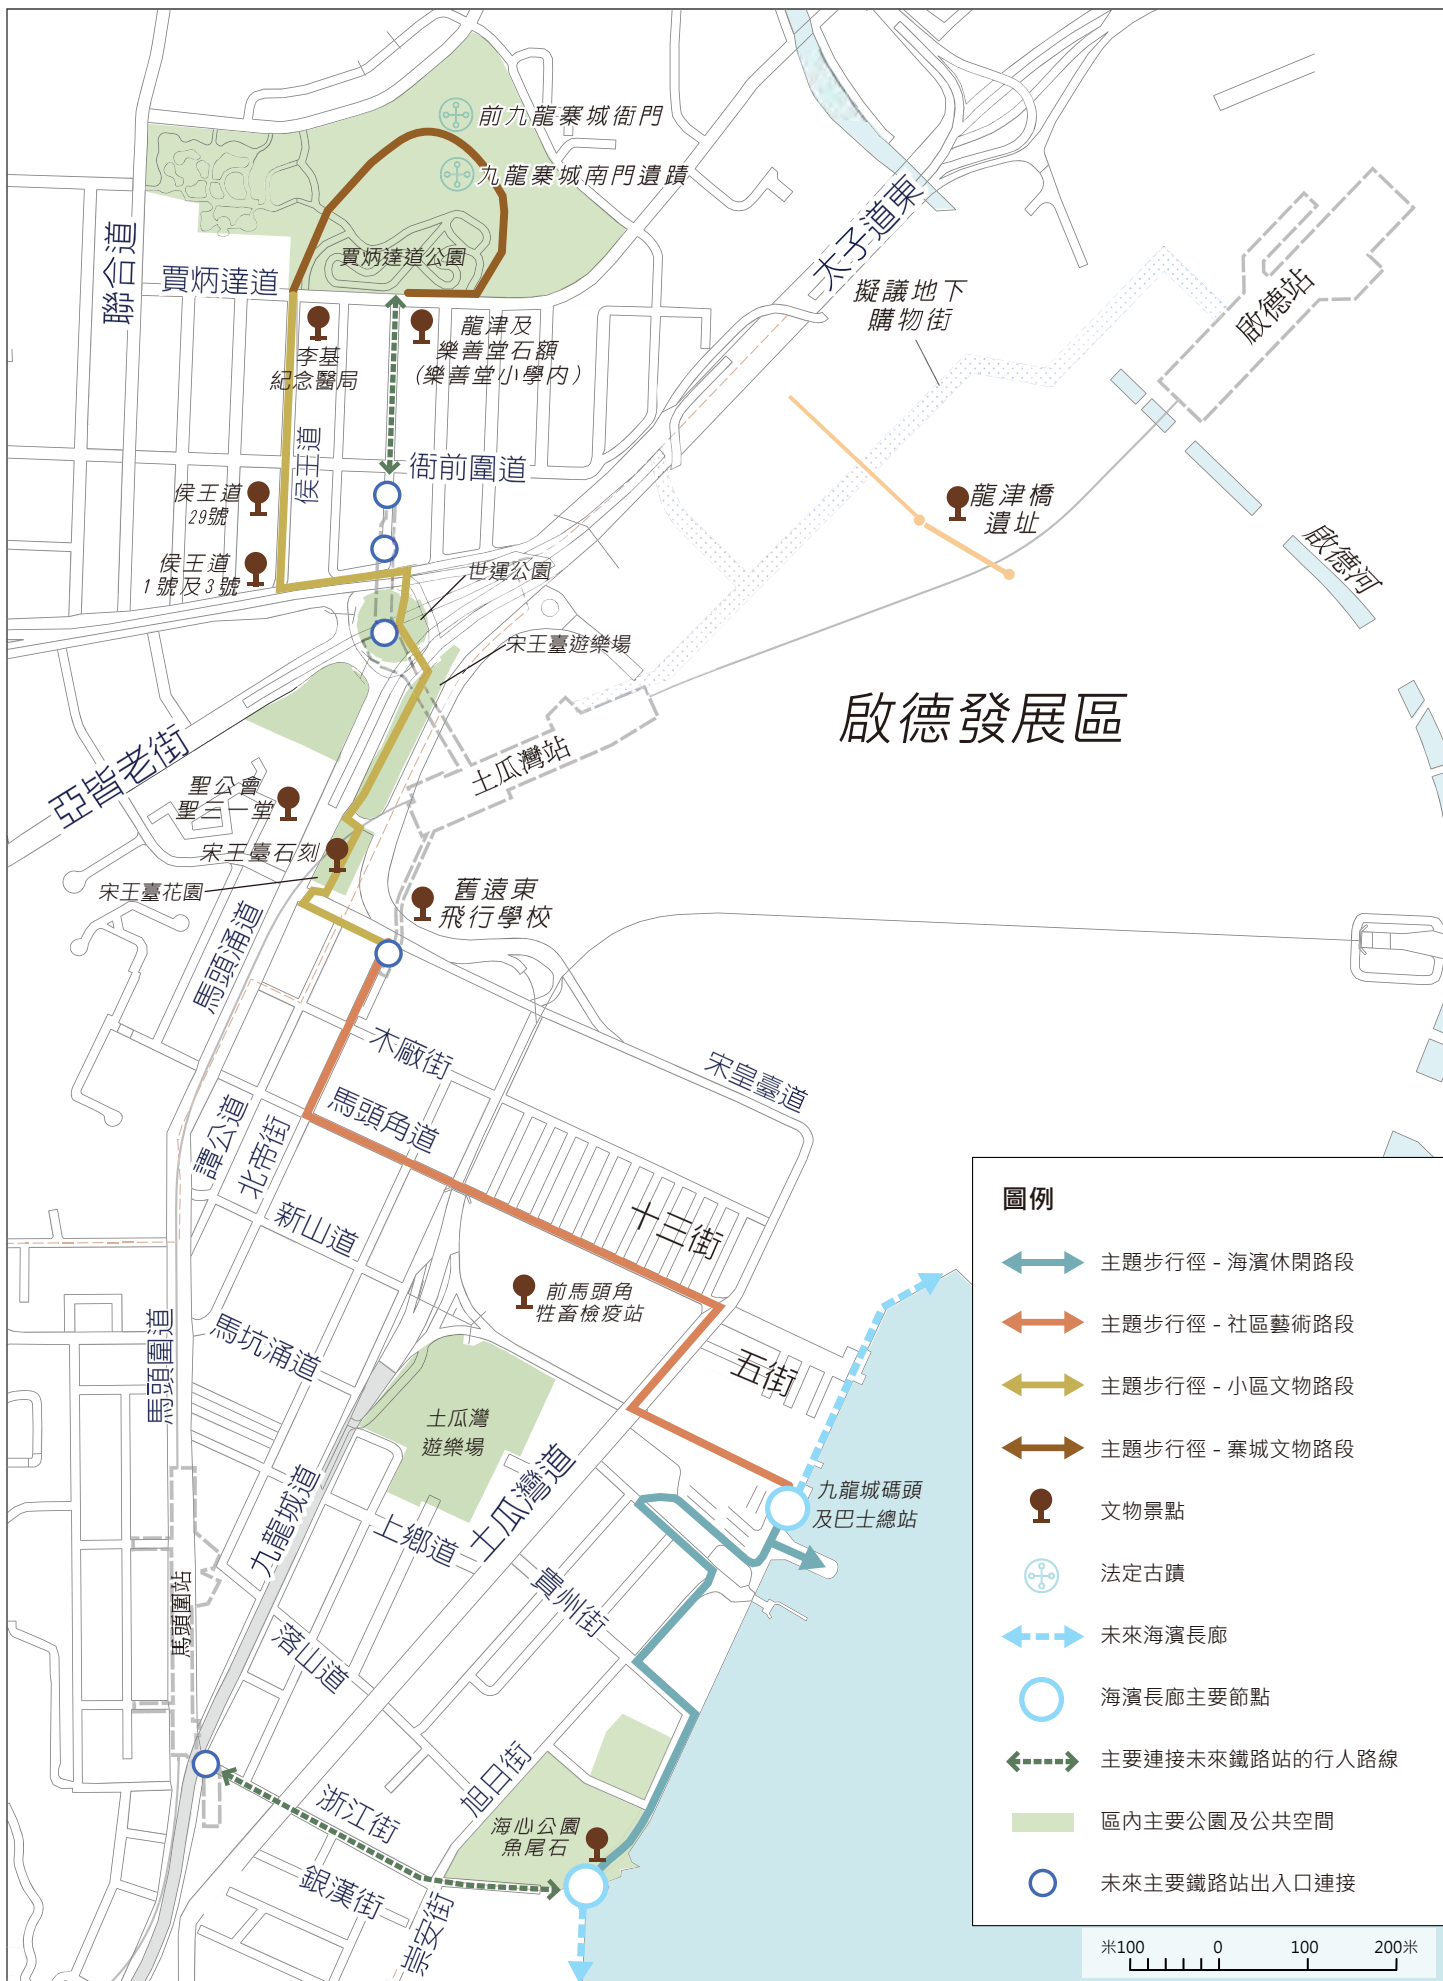 前九龍寨城衙門
九龍寨城南門遺蹟
聯合道
賈炳達道
賈炳達道公園
太子道東
擬議地下
購物街
啟德站
李基
紀念醫局
龍津及
樂善堂石額
(樂善堂小學內)
侯王道
衙前圍道
侯王道
29號
侯王道
1號及3號
龍津橋
遺址
啟德河
世運公園
宋王臺遊樂場
啟德發展區
土瓜灣站
亞皆老街
聖公會
聖三一堂
宋王臺石刻
宋王臺花園
舊遠東
飛行學校
馬頭涌道
木廠街
宋皇臺道
馬頭角道
譚公道
北帝街
新山道
十三街
前馬頭角
牲畜檢疫站
馬坑涌道
馬頭圍道
五街
土瓜灣
遊樂場
九龍城碼頭
及巴士總站
九龍城道
上鄉道
土瓜灣道
貴州街
馬頭圍站
落山道
旭日街
浙江街
海心公園
魚尾石
銀漢街
崇安街
圖例
主題步行徑 - 海濱休閑路段
主題步行徑 - 社區藝術路段
主題步行徑 - 小區文物路段
主題步行徑 - 寨城文物路段
文物景點
法定古蹟
未來海濱長廊
海濱長廊主要節點
主要連接未來鐵路站的行人路線
區內主要公園及公共空間
未來主要鐵路站出入口連接
米100 0 100 200米